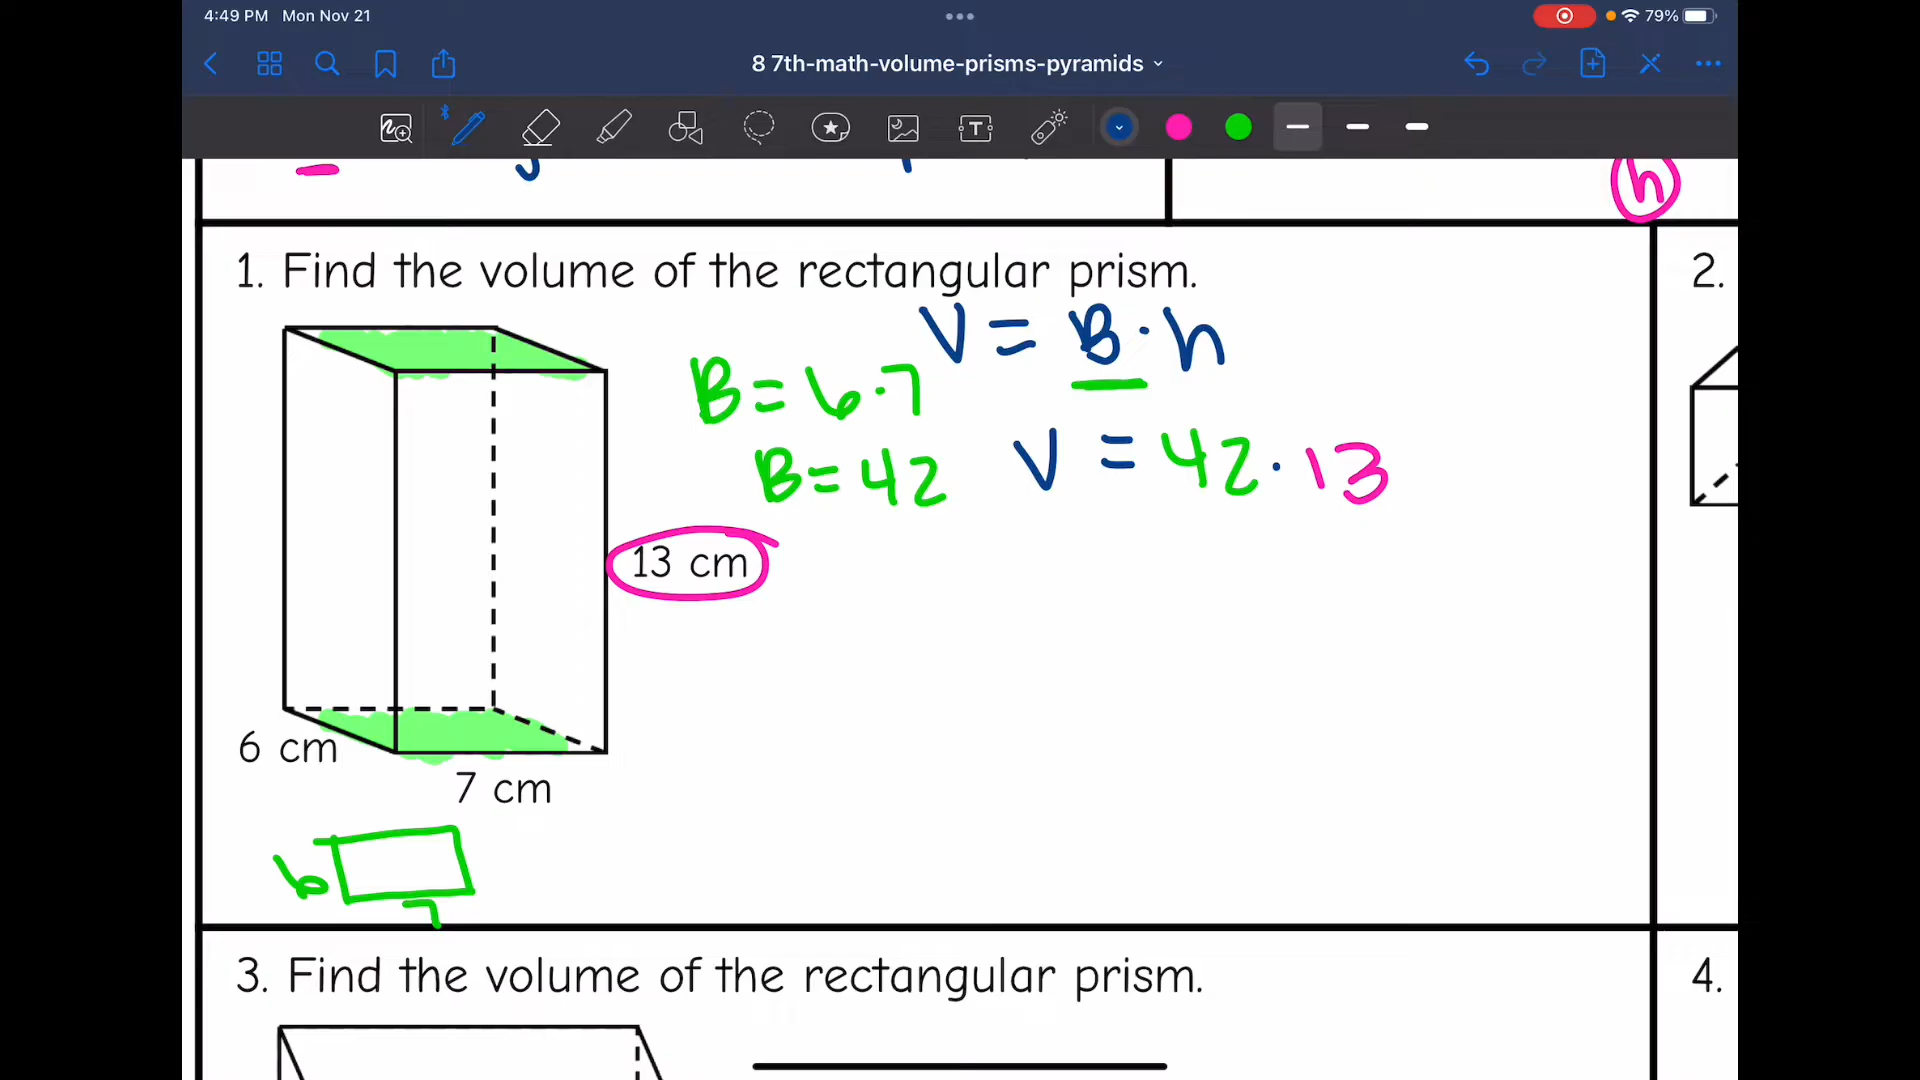 4:49 PM Mon Nov 21
79%
8 7th-math-volume-prisms-pyramids
h
1. Find the volume of the rectangular prism.
2.
V = B · h
B = 6 · 7
B = 42
V = 42 · 13
13 cm
6 cm
7 cm
6
7
3. Find the volume of the rectangular prism.
4.